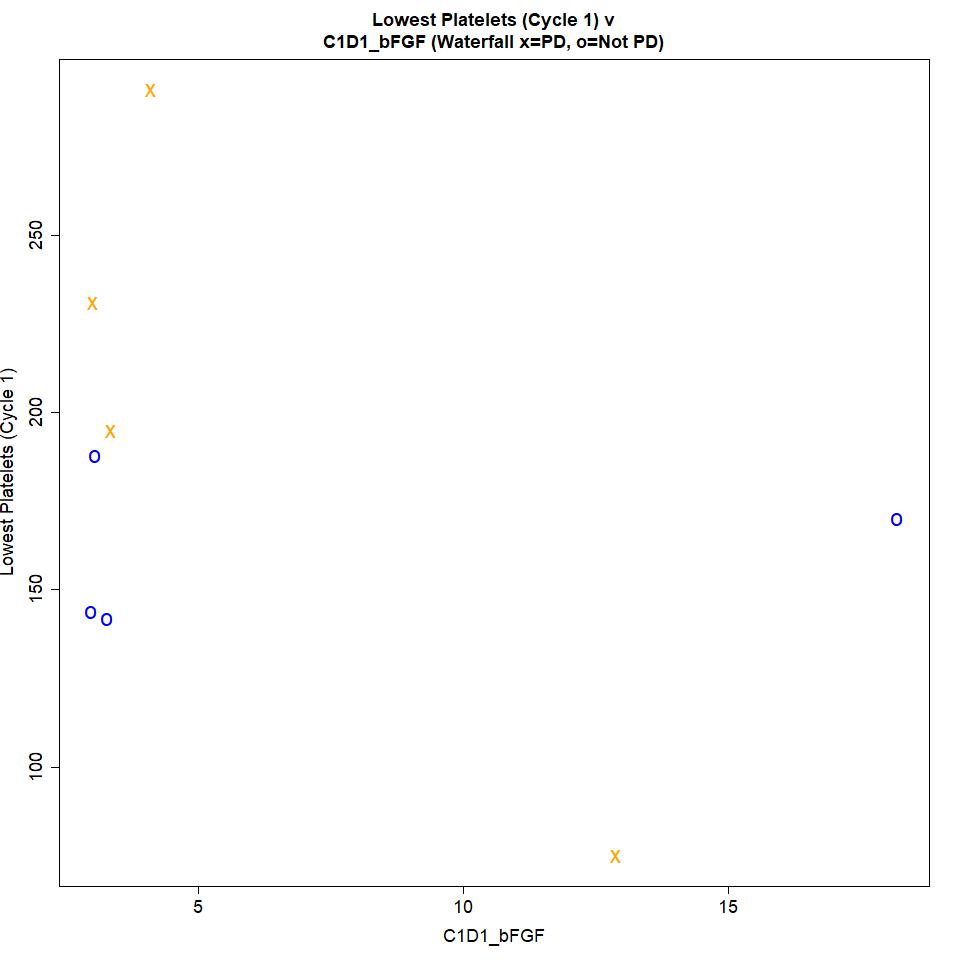 Lowest Platelets (Cycle 1) v
C1D1_bFGF (Waterfall x=PD, o=Not PD)
Lowest Platelets (Cycle 1)
250
200
150
100
X
X
X
O
O
O
O
X
5
10
15
C1D1_bFGF